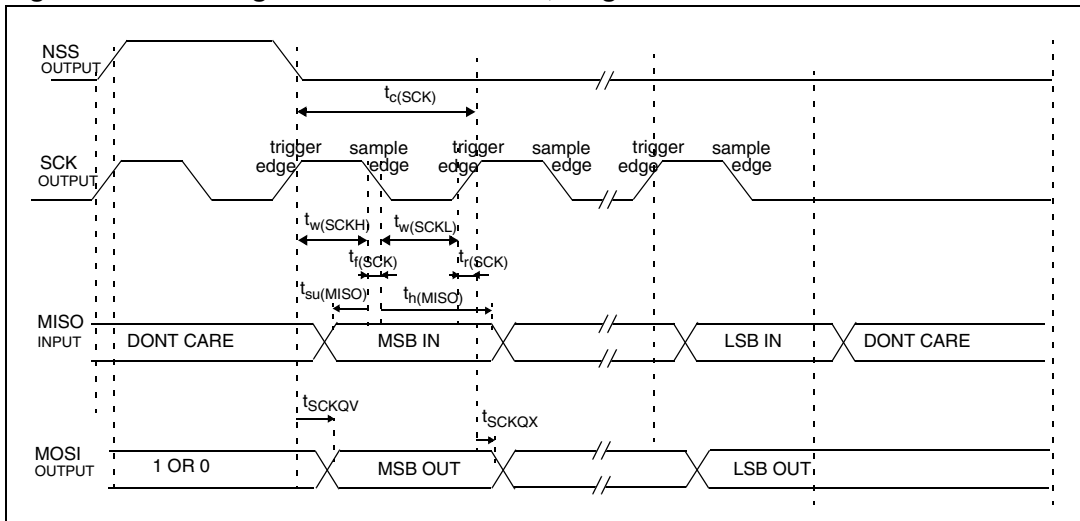 NSS
OUTPUT
tc(SCK)
trigger edge
sample edge
trigger edge
sample edge
trigger edge
sample edge
SCK
OUTPUT
tw(SCKH)
tw(SCKL)
tf(SCK)
tr(SCK)
tsu(MISO)
th(MISO)
MISO
INPUT
DONT CARE
MSB IN
LSB IN
DONT CARE
tSCKQV
tSCKQX
MOSI
OUTPUT
1 OR 0
MSB OUT
LSB OUT